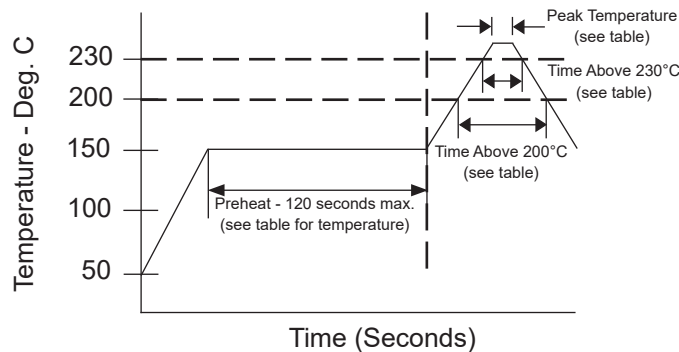 Temperature - Deg. C
230
200
150
100
50
Peak Temperature
(see table)
Time Above 230°C
(see table)
Time Above 200°C
(see table)
Preheat - 120 seconds max.
(see table for temperature)
Time (Seconds)